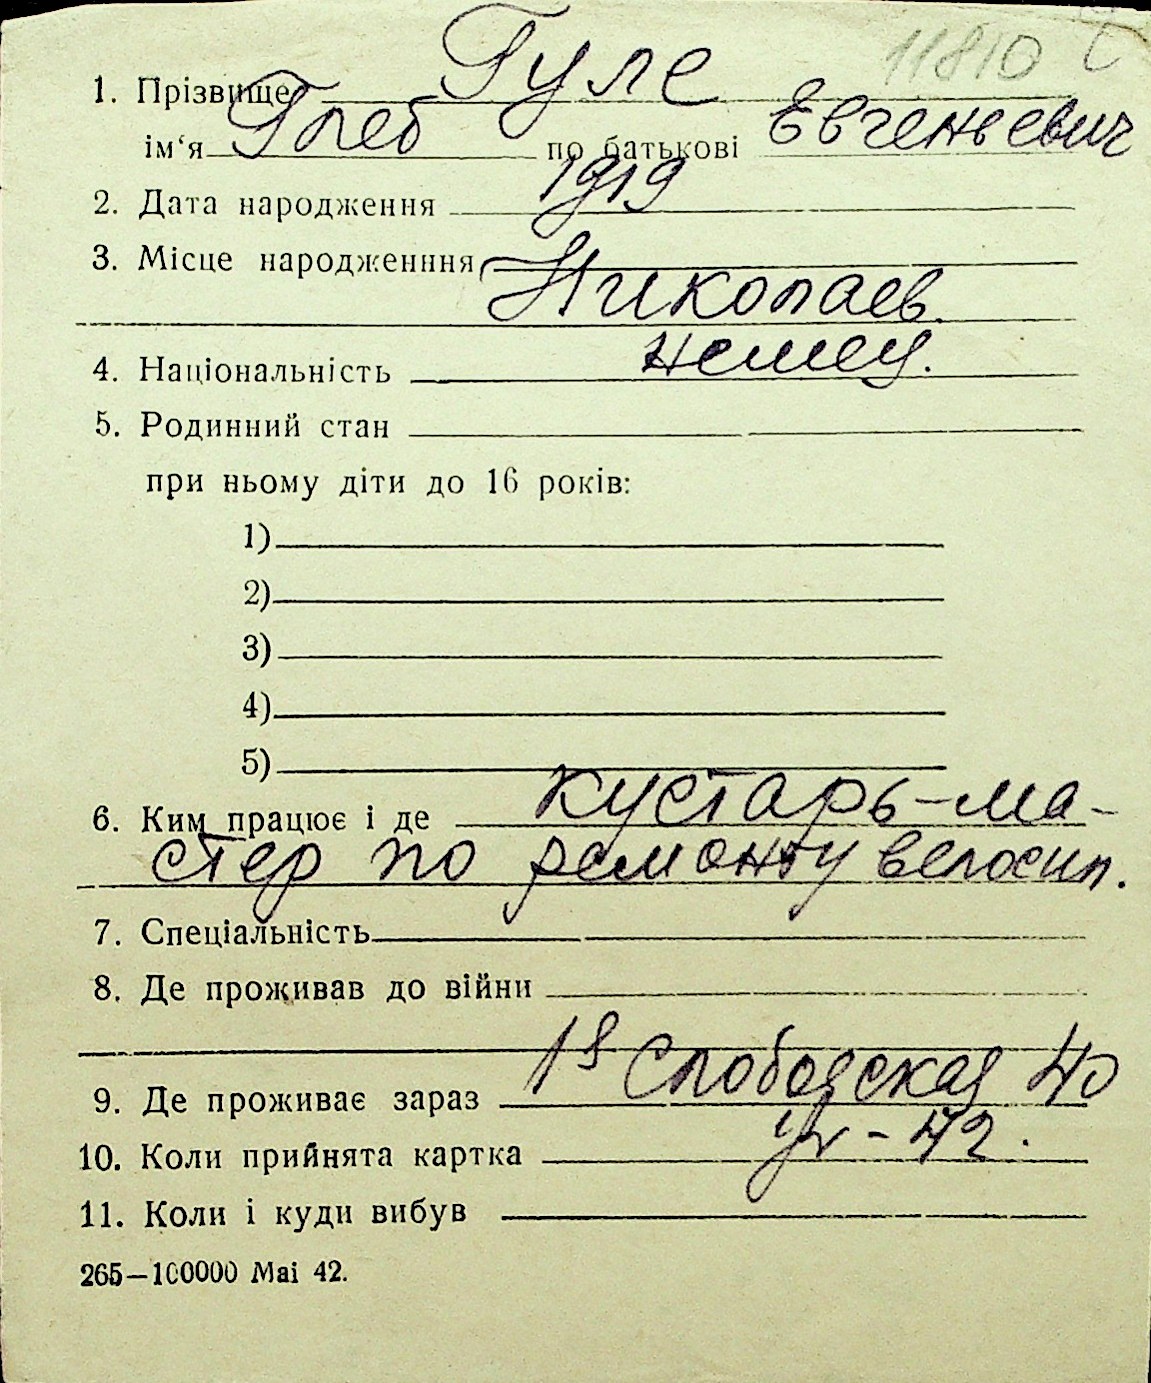 11810
1. Прізвище Гуле
ім‘я Глеб по батькові Евгеньевич
2. Дата народження 1919
3. Місце народженння
Николаев.
4. Національність немец.
5. Родинний стан
при ньому діти до 16 років:
1)
2)
3)
4)
5)
6. Ким працює і де кустарь-ма-
стер по ремонту велосип.
7. Спеціальність
8. Де проживав до війни
9. Де проживає зараз Слободская 40
10. Коли прийнята картка - 42.
11. Коли і куди вибув
265—100000 Mai 42.